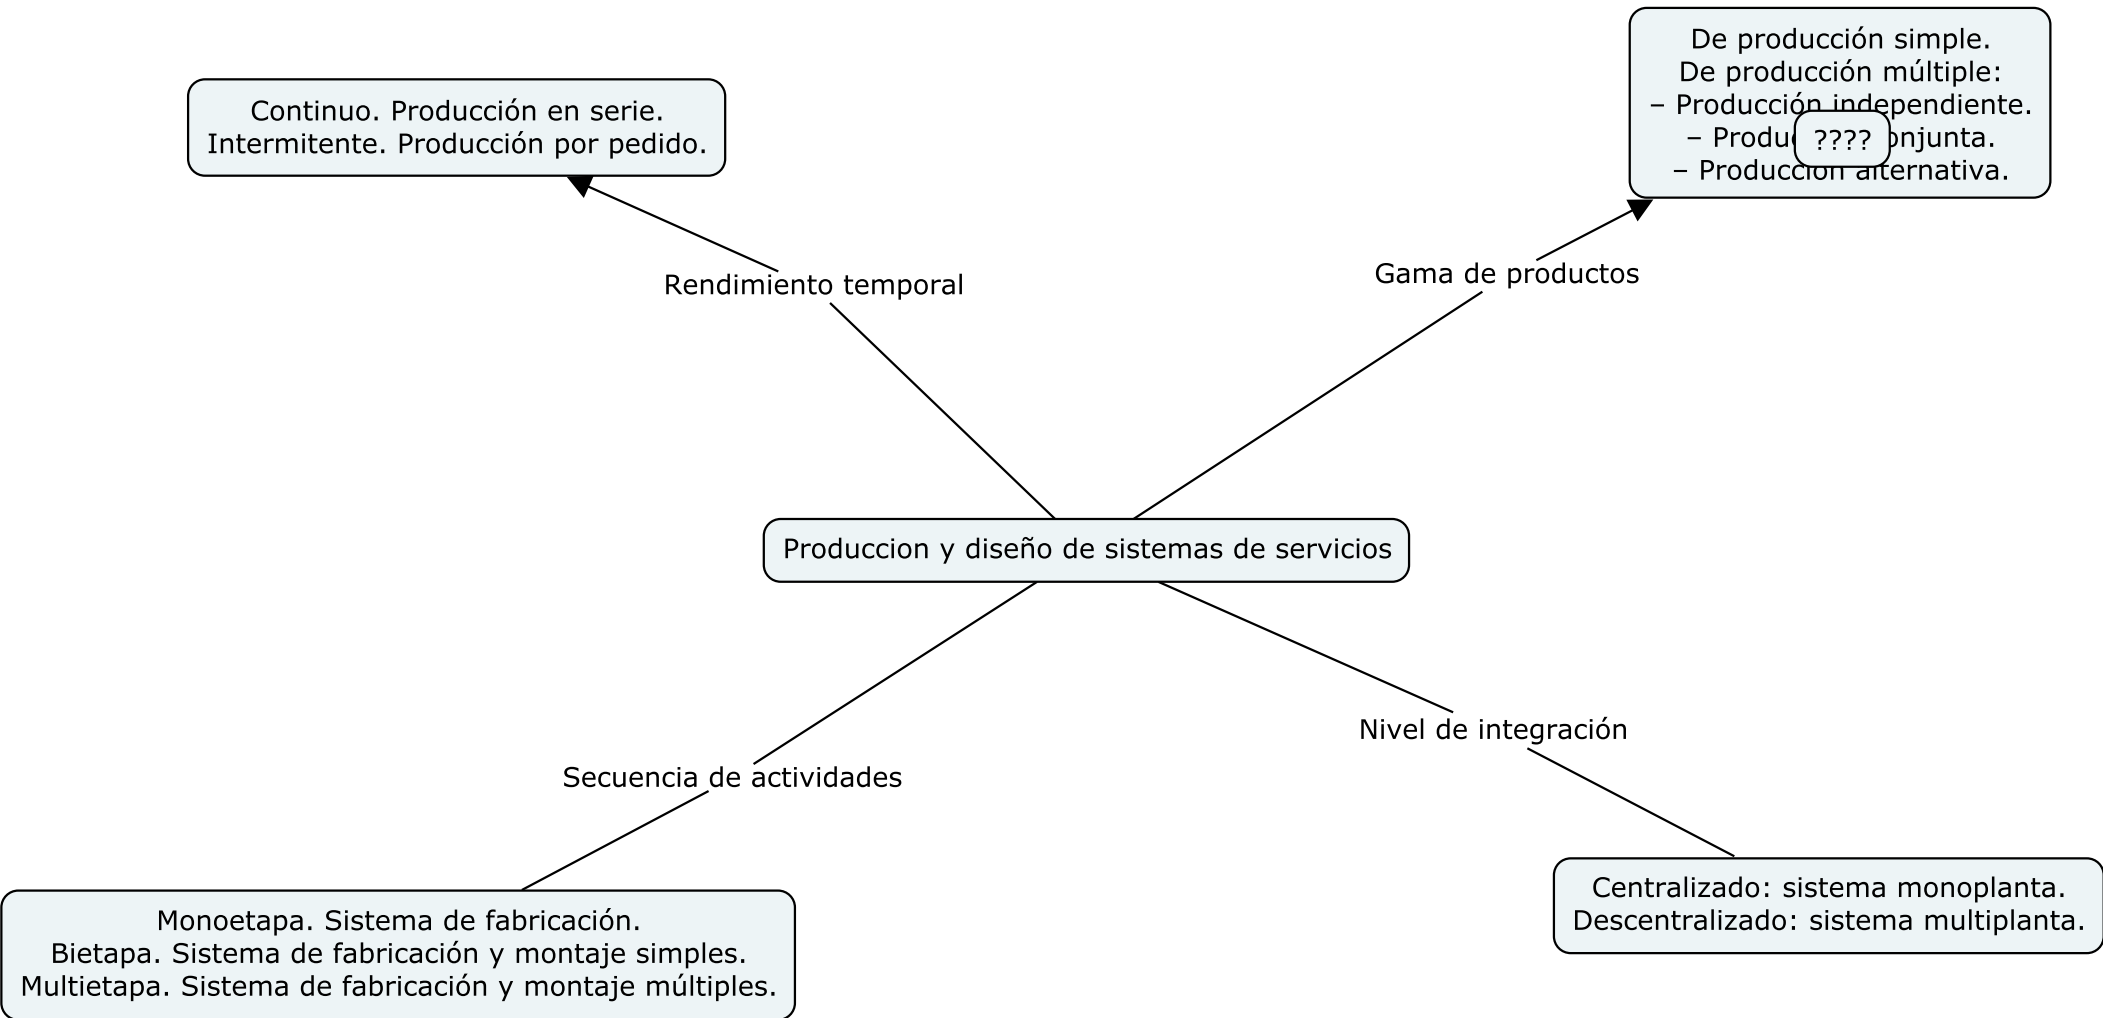 De producción simple.
De producción múltiple:
– Producción independiente.
– Produ onjunta.
– Producción alternativa.
????
Continuo. Producción en serie.
Intermitente. Producción por pedido.
Rendimiento temporal
Gama de productos
Produccion y diseño de sistemas de servicios
Nivel de integración
Secuencia de actividades
Centralizado: sistema monoplanta.
Descentralizado: sistema multiplanta.
Monoetapa. Sistema de fabricación.
Bietapa. Sistema de fabricación y montaje simples.
Multietapa. Sistema de fabricación y montaje múltiples.